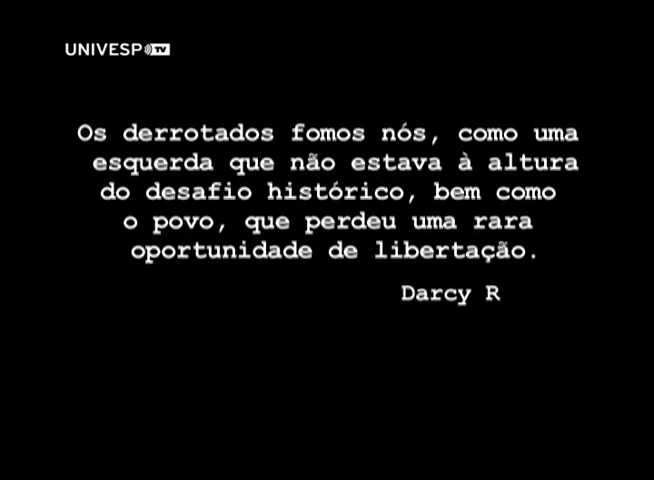 UNIVESP TV
Os derrotados fomos nós, como uma
esquerda que não estava à altura
do desafio histórico, bem como
o povo, que perdeu uma rara
oportunidade de libertação.
Darcy R